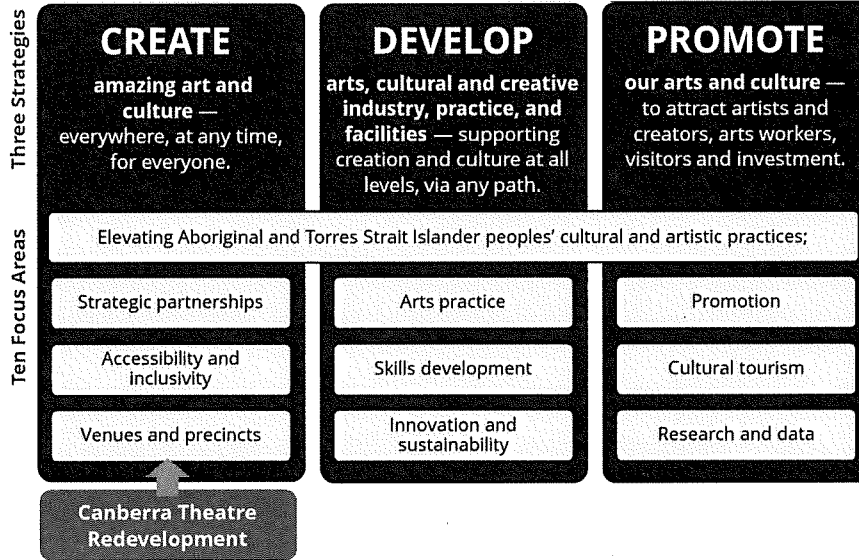 Three Strategies
CREATE
amazing art and
culture —
everywhere, at any time,
for everyone.
DEVELOP
arts, cultural and creative
industry, practice, and
facilities — supporting
creation and culture at all
levels, via any path.
PROMOTE
our arts and culture —
to attract artists and
creators, arts workers,
visitors and investment.
Ten Focus Areas
Elevating Aboriginal and Torres Strait Islander peoples' cultural and artistic practices;
Strategic partnerships
Accessibility and
inclusivity
Venues and precincts
Arts practice
Skills development
Innovation and
sustainability
Promotion
Cultural tourism
Research and data
Canberra Theatre
Redevelopment